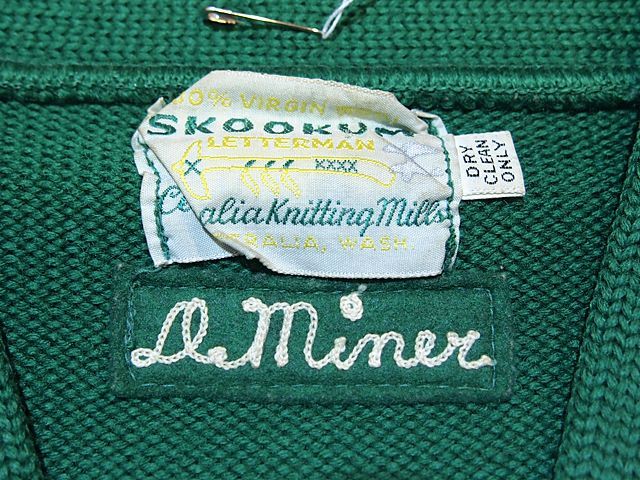 VIRGIN
SKOOKUM
LETTERMAN
X XXXX
Knitting Mills
WASH.
DRY
CLEAN
ONLY
D. Miner